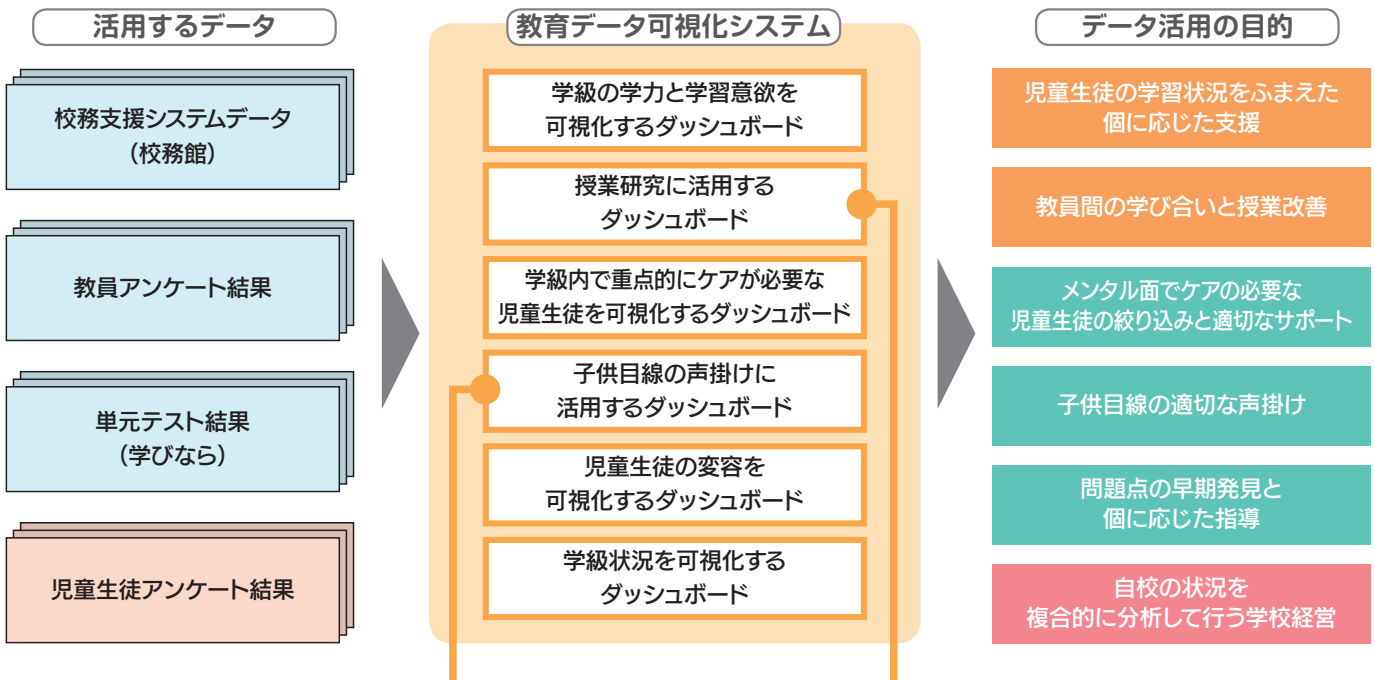 活用するデータ
校務支援システムデータ
（校務館）
教員アンケート結果
単元テスト結果
（学びなら）
児童生徒アンケート結果
教育データ可視化システム
学級の学力と学習意欲を
可視化するダッシュボード
授業研究に活用する
ダッシュボード
学級内で重点的にケアが必要な
児童生徒を可視化するダッシュボード
子供目線の声掛けに
活用するダッシュボード
児童生徒の変容を
可視化するダッシュボード
学級状況を可視化する
ダッシュボード
データ活用の目的
児童生徒の学習状況をふまえた
個に応じた支援
教員間の学び合いと授業改善
メンタル面でケアの必要な
児童生徒の絞り込みと適切なサポート
子供目線の適切な声掛け
問題点の早期発見と
個に応じた指導
自校の状況を
複合的に分析して行う学校経営